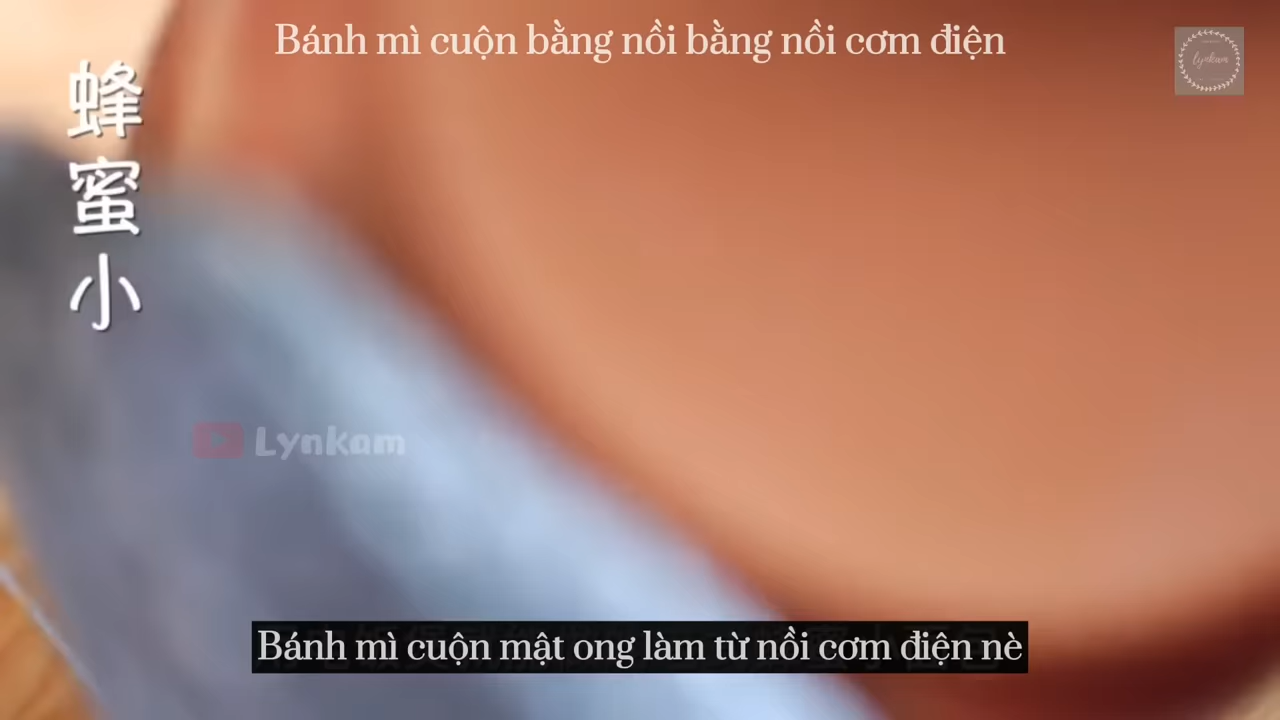 Bánh mì cuộn bằng nồi bằng nồi cơm điện
lynkam
蜂蜜小
Lynkam
Bánh mì cuộn mật ong làm từ nồi cơm điện nè